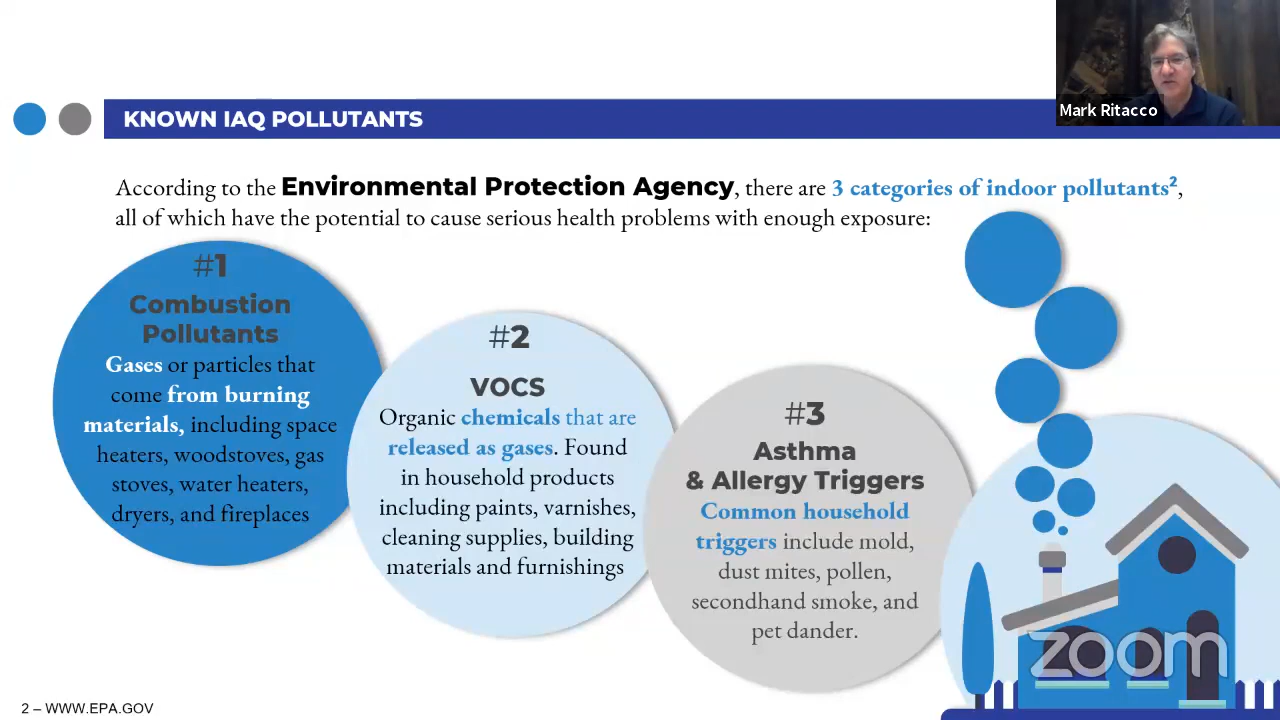 Mark Ritacco
KNOWN IAQ POLLUTANTS
According to the Environmental Protection Agency, there are 3 categories of indoor pollutants²,
all of which have the potential to cause serious health problems with enough exposure:
#1
Combustion
Pollutants
Gases or particles that
come from burning
materials, including space
heaters, woodstoves, gas
stoves, water heaters,
dryers, and fireplaces
#2
VOCS
Organic chemicals that are
released as gases. Found
in household products
including paints, varnishes,
cleaning supplies, building
materials and furnishings
#3
Asthma
& Allergy Triggers
Common household
triggers include mold,
dust mites, pollen,
secondhand smoke, and
pet dander.
zoom
2 – WWW.EPA.GOV